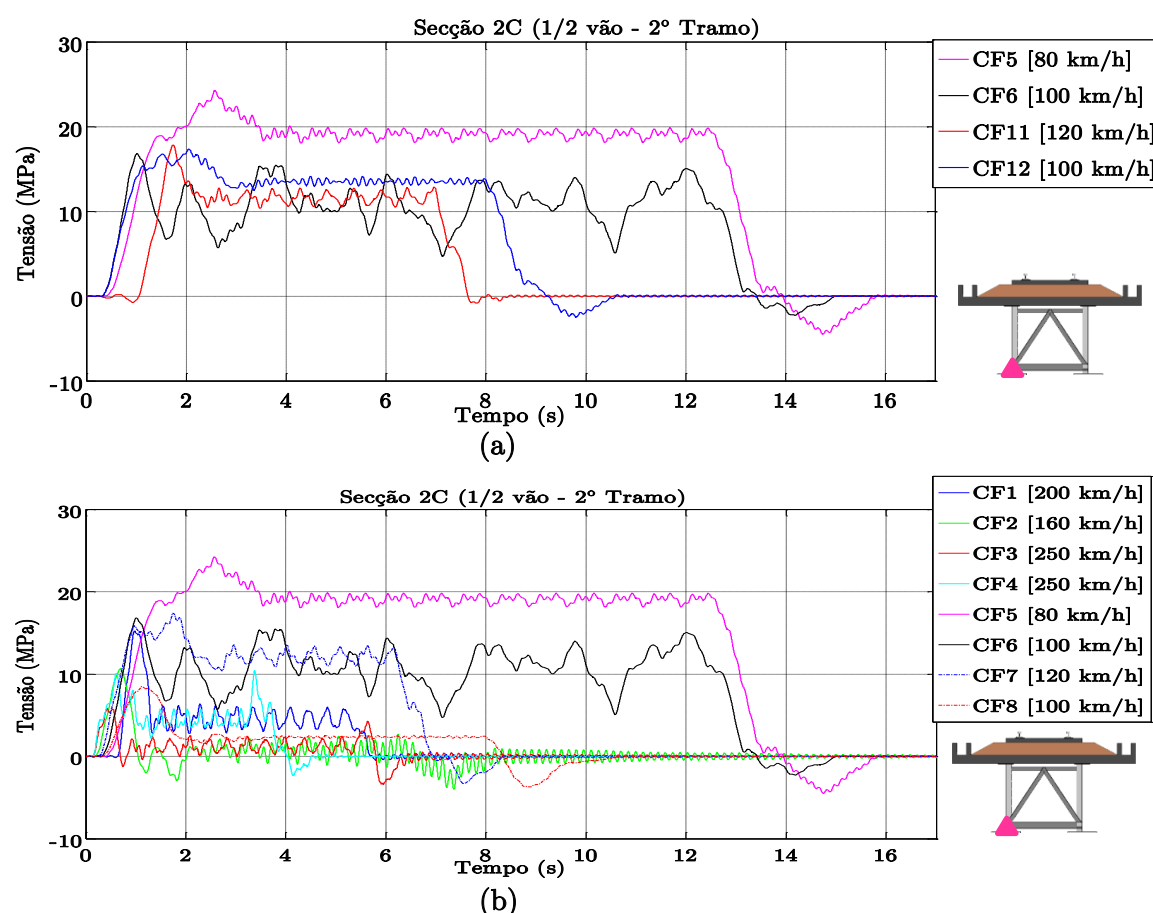 Secção 2C (1/2 vão - 2º Tramo)
30
20
10
0
-10
Tensão (MPa)
0 2 4 6 8 10 12 14 16
Tempo (s)
CF5 [80 km/h]
CF6 [100 km/h]
CF11 [120 km/h]
CF12 [100 km/h]
(a)
Secção 2C (1/2 vão - 2º Tramo)
30
20
10
0
-10
Tensão (MPa)
0 2 4 6 8 10 12 14 16
Tempo (s)
CF1 [200 km/h]
CF2 [160 km/h]
CF3 [250 km/h]
CF4 [250 km/h]
CF5 [80 km/h]
CF6 [100 km/h]
CF7 [120 km/h]
CF8 [100 km/h]
(b)